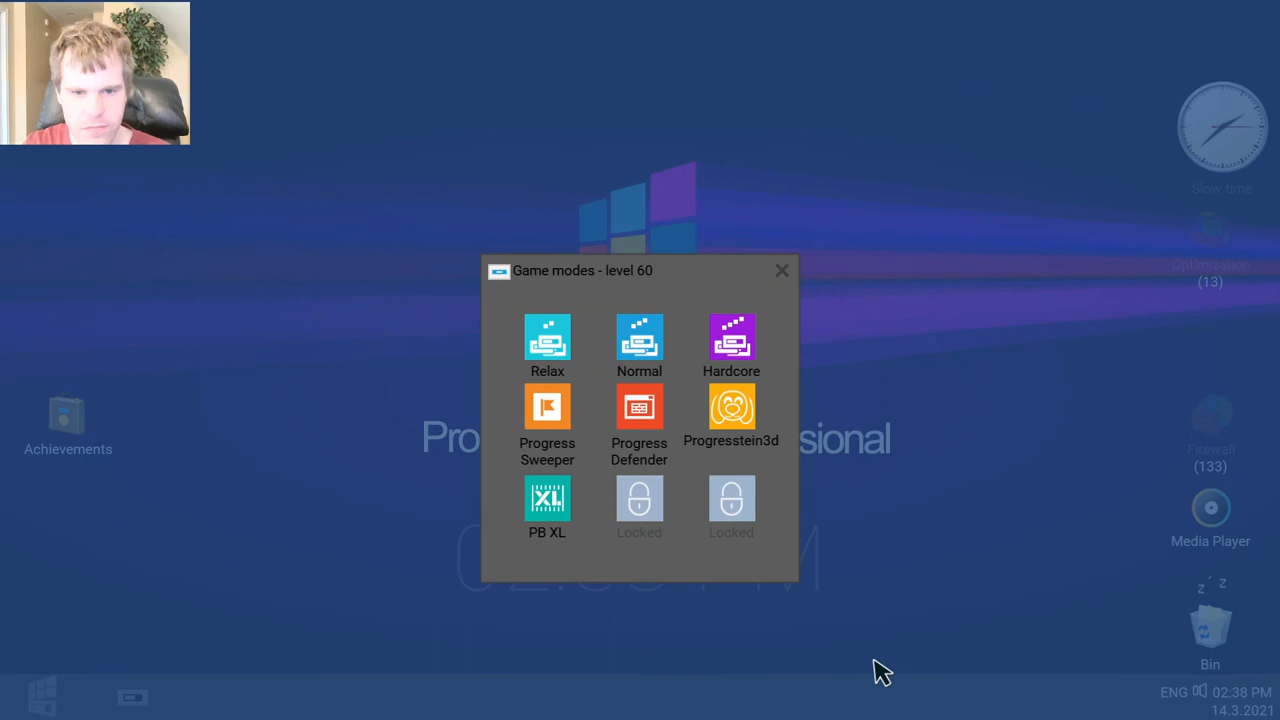 Slow time
Optimization
(13)
Game modes - level 60
Relax
Normal
Hardcore
Progress
Sweeper
Progress
Defender
Progresstein3d
XL
PB XL
Locked
Locked
Achievements
Firewall
(133)
Media Player
z z
Bin
ENG 02:38 PM
14.3.2021